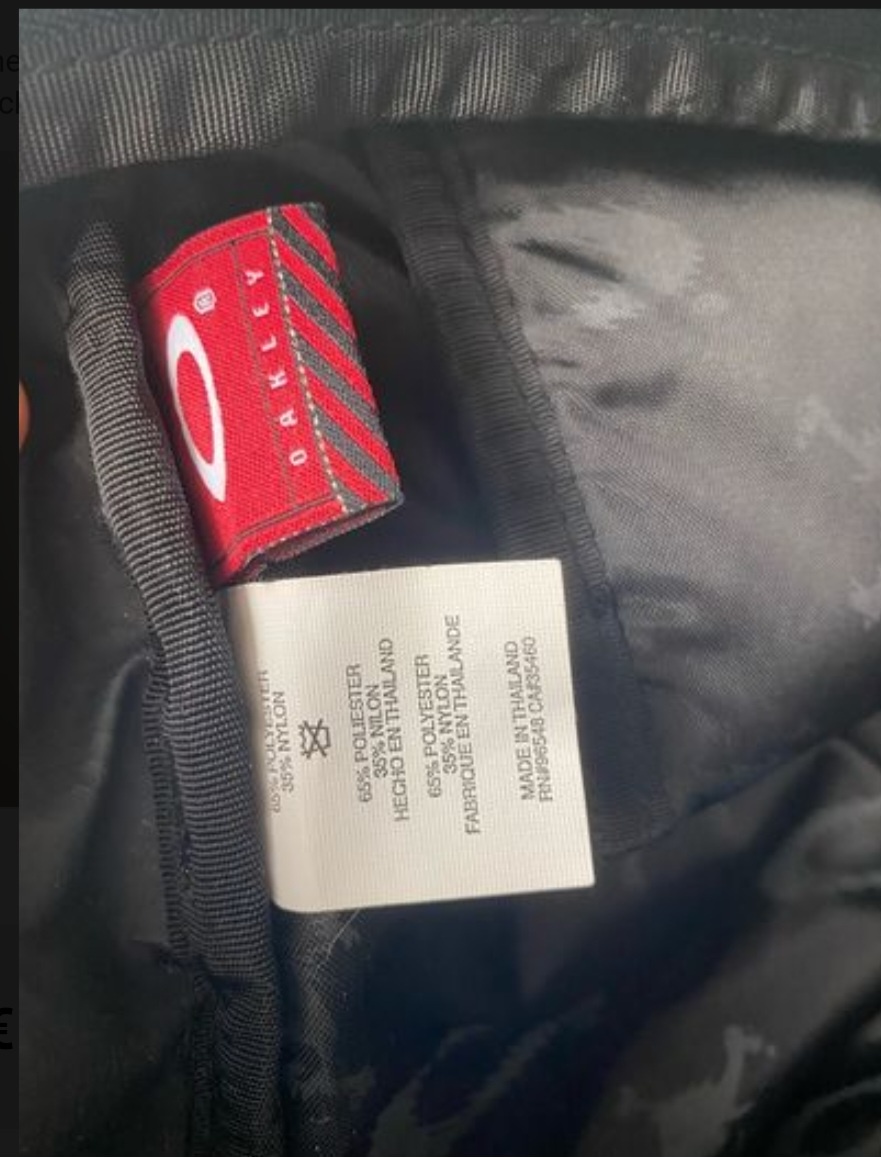 OAKLEY
®
65% POLYESTER
35% NYLON
65% POLIESTER
35% NILON
HECHO EN THAILAND
65% POLYESTER
35% NYLON
FABRIQUE EN THAILANDE
MADE IN THAILAND
RN#96548 CA#35460
€